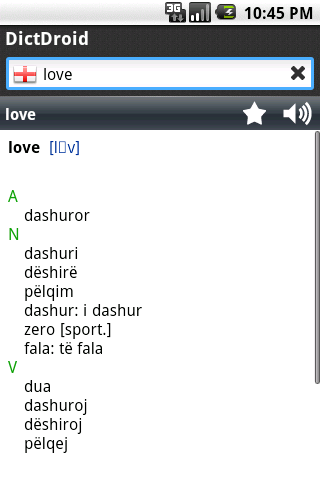 3G
10:45 PM
DictDroid
love
love
love [l▯v]
A
dashuror
N
dashuri
dëshirë
pëlqim
dashur: i dashur
zero [sport.]
fala: të fala
V
dua
dashuroj
dëshiroj
pëlqej